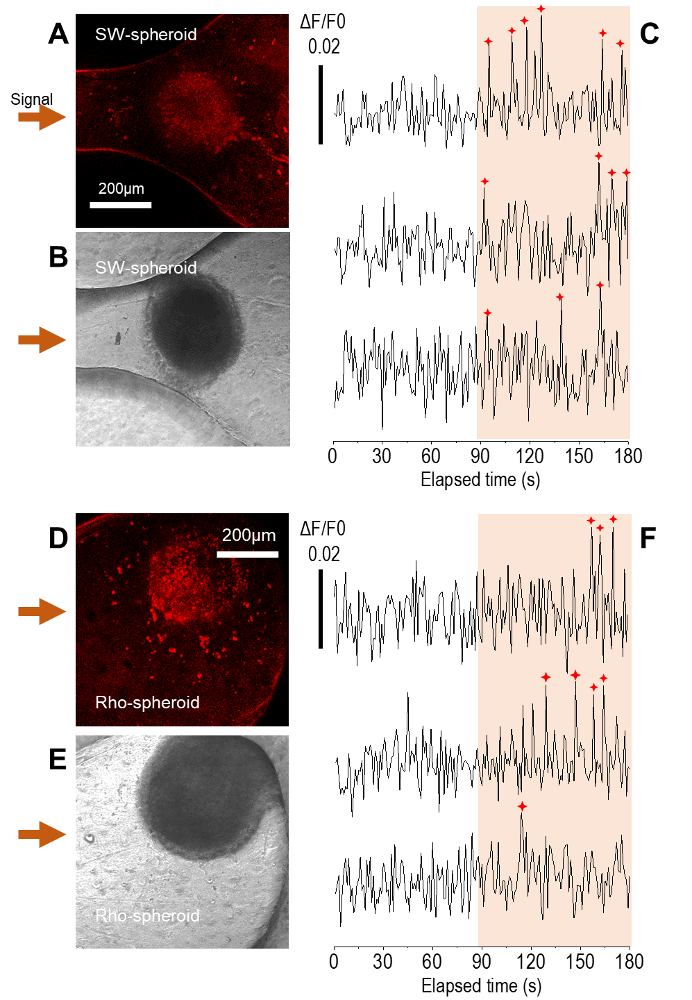 A
SW-spheroid
Signal
200μm
B
SW-spheroid
ΔF/F0
0.02
C
0 30 60 90 120 150 180
Elapsed time (s)
D
200μm
Rho-spheroid
E
Rho-spheroid
ΔF/F0
0.02
F
0 30 60 90 120 150 180
Elapsed time (s)